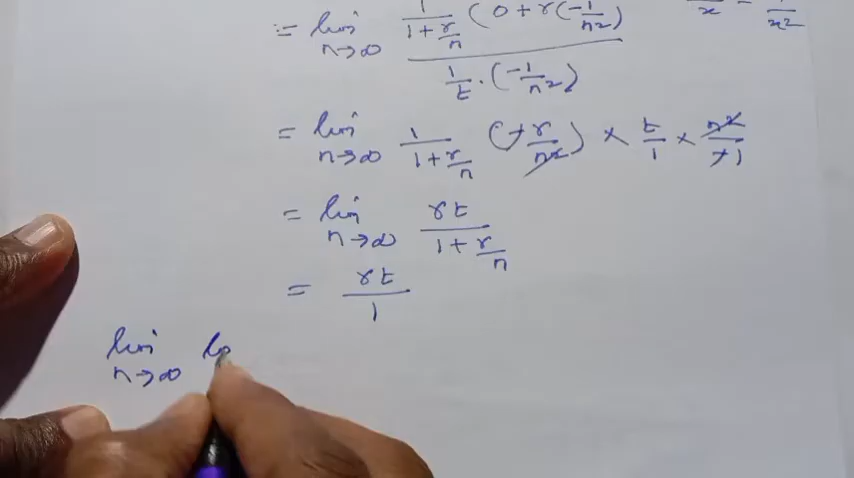 = lim n→∞ 1/(1+r/n) (0+r(-1/n²)) / (1/t · (-1/n²))
= lim n→∞ 1/(1+r/n) (-r/n²) × t/1 × n²/-1
= lim n→∞ rt/(1+r/n)
= rt/1
lim n→∞ lo